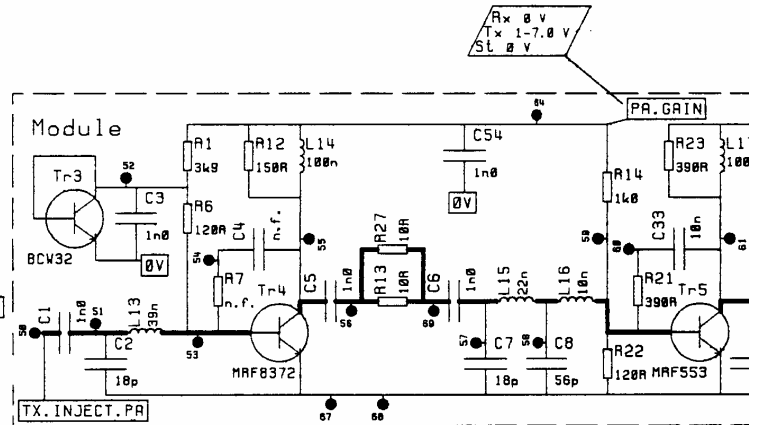 Rx 0 V
Tx 1-7.0 V
St 0 V
Module
64
PA.GAIN
R1
3k9
R12
150R
L14
100n
C54
1n0
0V
R23
390R
L1
100
52
Tr3
C3
1n0
R6
120R
BCW32
0V
54
C4
n.f.
55
R27
10R
R14
1k0
59
60
C33
10n
61
R7
n.f.
Tr4
C5
1n0
R13
10R
C6
1n0
L15
22n
L16
10n
R21
390R
Tr5
50
C1
1n0
51
L13
39n
53
56
69
C2
18p
MRF8372
57
C7
18p
58
C8
56p
R22
120R
MRF553
TX.INJECT.PA
67